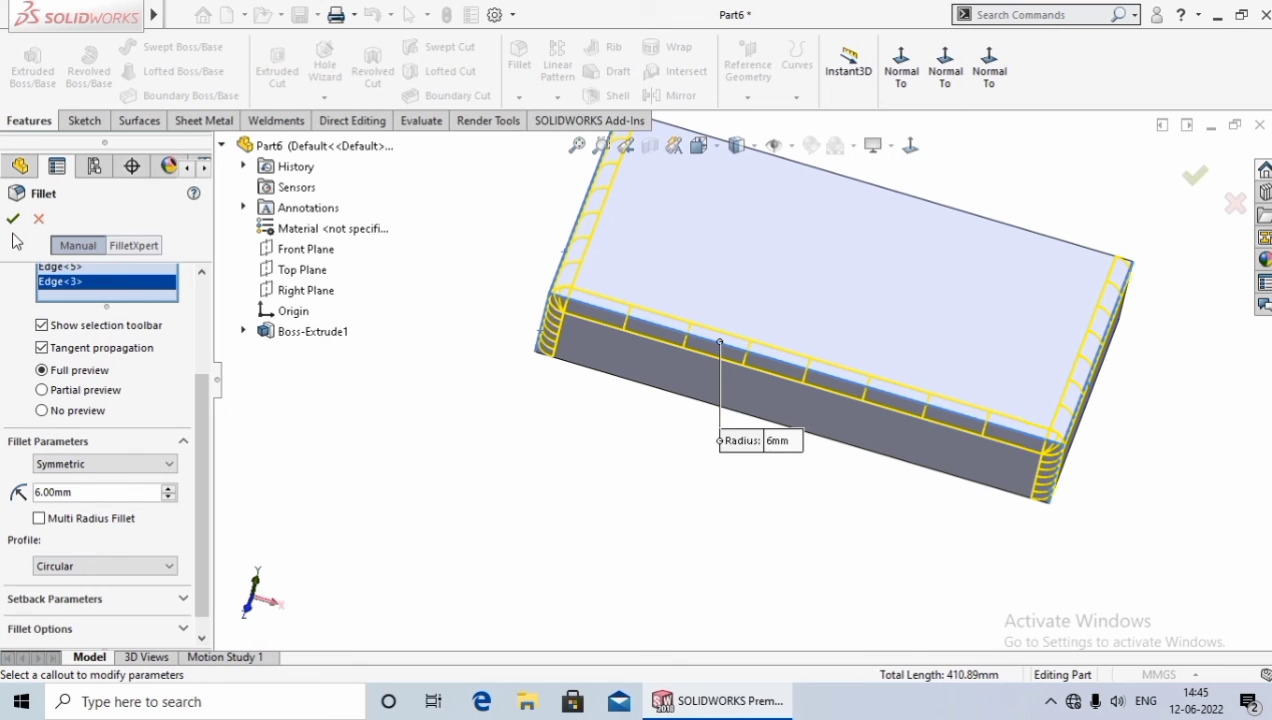 SOLIDWORKS
Part6 *
Search Commands
Extruded Boss/Base
Revolved Boss/Base
Swept Boss/Base
Lofted Boss/Base
Boundary Boss/Base
Extruded Cut
Hole Wizard
Revolved Cut
Swept Cut
Lofted Cut
Boundary Cut
Fillet
Linear Pattern
Rib
Draft
Shell
Wrap
Intersect
Mirror
Reference Geometry
Curves
Instant3D
Normal To
Normal To
Normal To
Features
Sketch
Surfaces
Sheet Metal
Weldments
Direct Editing
Evaluate
Render Tools
SOLIDWORKS Add-Ins
Fillet
Manual
FilletXpert
Edge<5>
Edge<3>
Show selection toolbar
Tangent propagation
Full preview
Partial preview
No preview
Fillet Parameters
Symmetric
6.00mm
Multi Radius Fillet
Profile:
Circular
Setback Parameters
Fillet Options
Part6 (Default<<Default>...
History
Sensors
Annotations
Material <not specifi...
Front Plane
Top Plane
Right Plane
Origin
Boss-Extrude1
Radius: 6mm
Y
X
Z
Activate Windows
Go to Settings to activate Windows.
Model
3D Views
Motion Study 1
Select a callout to modify parameters
Total Length: 410.89mm
Editing Part
MMGS
Type here to search
SOLIDWORKS Prem...
ENG
14:45
12-06-2022
2